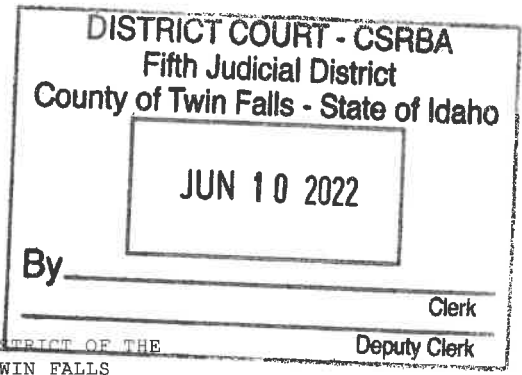 DISTRICT COURT - CSRBA
Fifth Judicial District
County of Twin Falls - State of Idaho
JUN 10 2022
By
Clerk
Deputy Clerk
OF THE
WIN FALLS